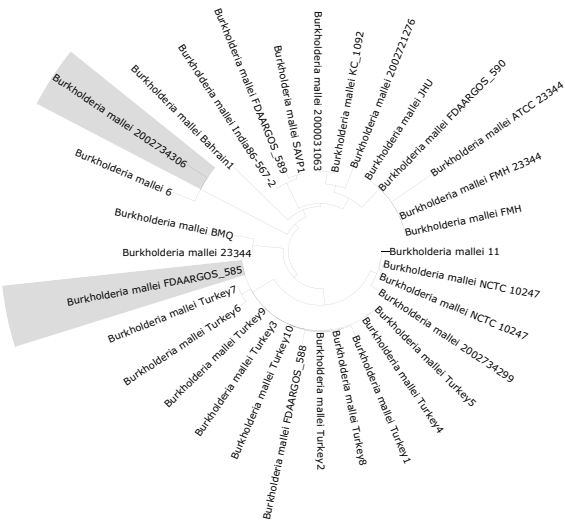 Burkholderia mallei 2000031063
Burkholderia mallei KC_1092
Burkholderia mallei 2002721276
Burkholderia mallei JHU
Burkholderia mallei FDAARGOS_590
Burkholderia mallei ATCC 23344
Burkholderia mallei FMH 23344
Burkholderia mallei FMH
Burkholderia mallei 11
Burkholderia mallei NCTC 10247
Burkholderia mallei NCTC 10247
Burkholderia mallei 2002734299
Burkholderia mallei Turkey5
Burkholderia mallei Turkey4
Burkholderia mallei Turkey1
Burkholderia mallei Turkey8
Burkholderia mallei Turkey2
Burkholderia mallei FDAARGOS_588
Burkholderia mallei Turkey10
Burkholderia mallei Turkey3
Burkholderia mallei Turkey9
Burkholderia mallei Turkey6
Burkholderia mallei Turkey7
Burkholderia mallei FDAARGOS_585
Burkholderia mallei 23344
Burkholderia mallei BMQ
Burkholderia mallei 6
Burkholderia mallei 2002734306
Burkholderia mallei Bahrain1
Burkholderia mallei India86-567-2
Burkholderia mallei FDAARGOS_589
Burkholderia mallei SAVP1